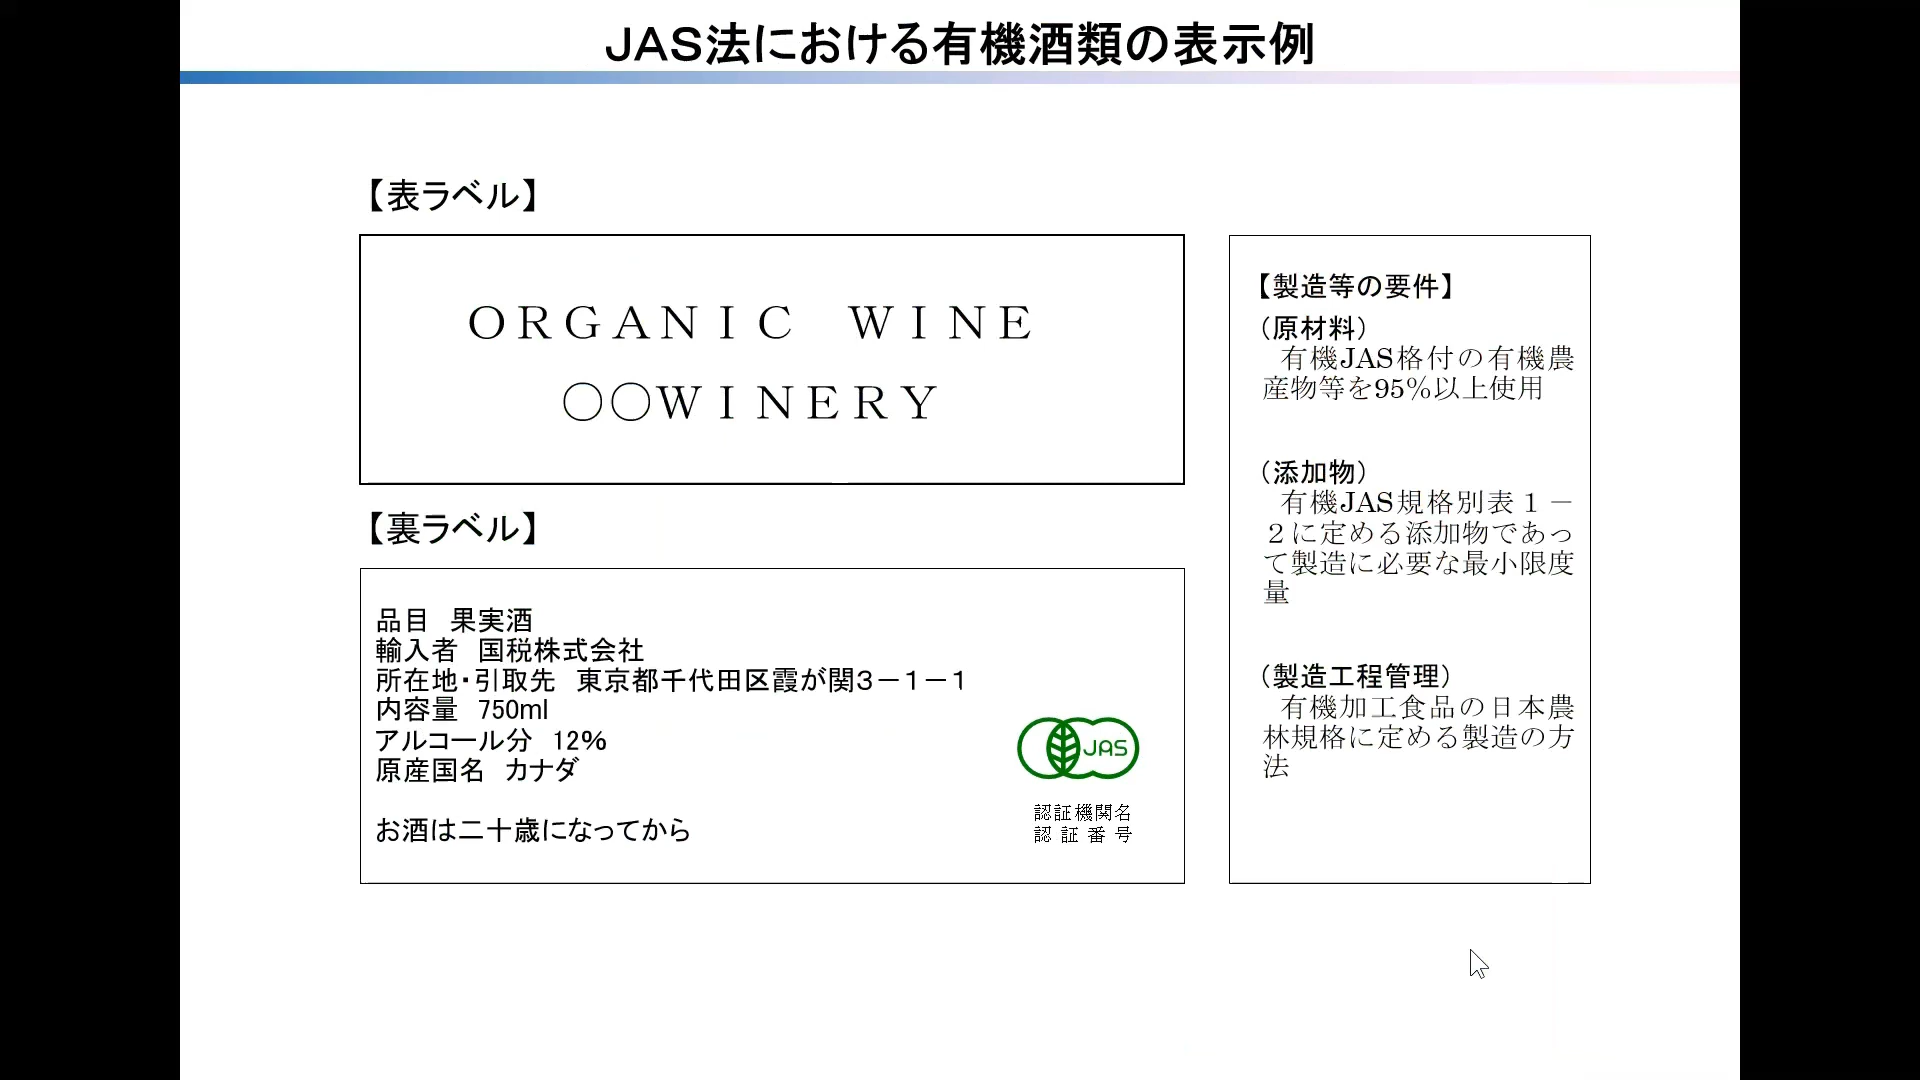 JAS法における有機酒類の表示例
【表ラベル】
ORGANIC WINE
〇〇WINERY
【裏ラベル】
品目 果実酒
輸入者 国税株式会社
所在地・引取先 東京都千代田区霞が関3－1－1
内容量 750ml
アルコール分 12%
原産国名 カナダ
お酒は二十歳になってから
JAS
認証機関名
認証番号
【製造等の要件】
（原材料）
有機JAS格付の有機農
産物等を95％以上使用
（添加物）
有機JAS規格別表１－
２に定める添加物であっ
て製造に必要な最小限度
量
（製造工程管理）
有機加工食品の日本農
林規格に定める製造の方
法